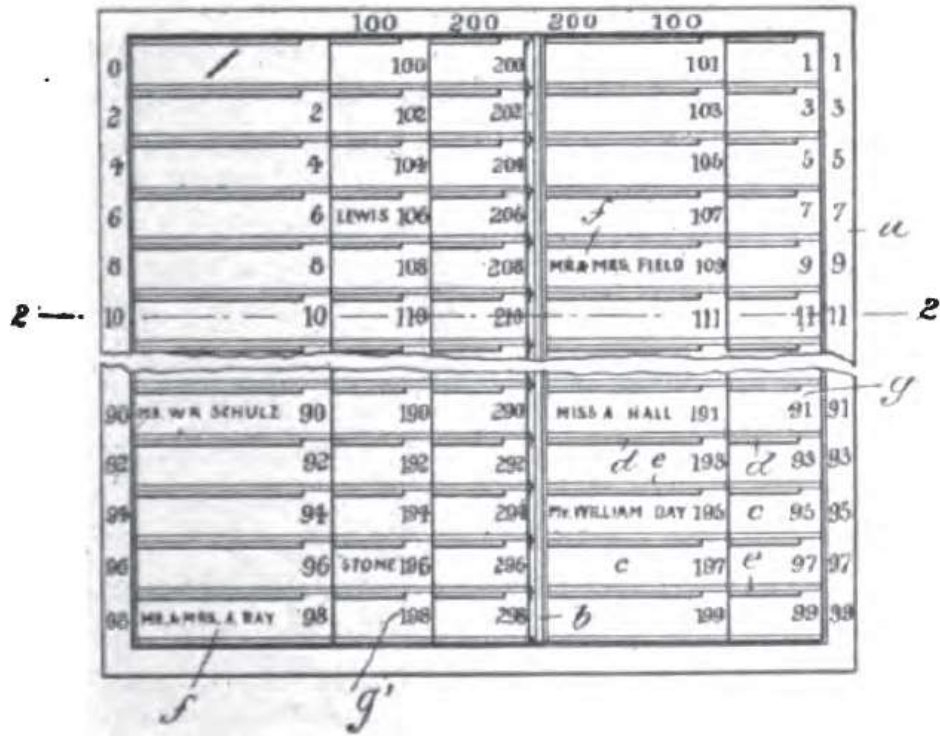 100 200 200 100
0 100 200 101 1 1
2 2 102 202 103 3 3
4 4 104 204 105 5 5
6 6 LEWIS 106 206 f' 107 7 7 a
8 8 108 208 MR. & MRS. FIELD 109 9 9
2 10 10 110 210 111 11 11 2
g
90 MR. WM SCHULZ 90 190 290 MISS A HALL 191 91 91
92 92 192 292 d e 193 d 93 93
94 94 194 294 Mr. WILLIAM DAY 195 c 95 95
96 96 STONE 196 296 c 197 e' 97 97
98 MR. & MRS. A. DAY 98 198 298 b 199 99 99
f g'